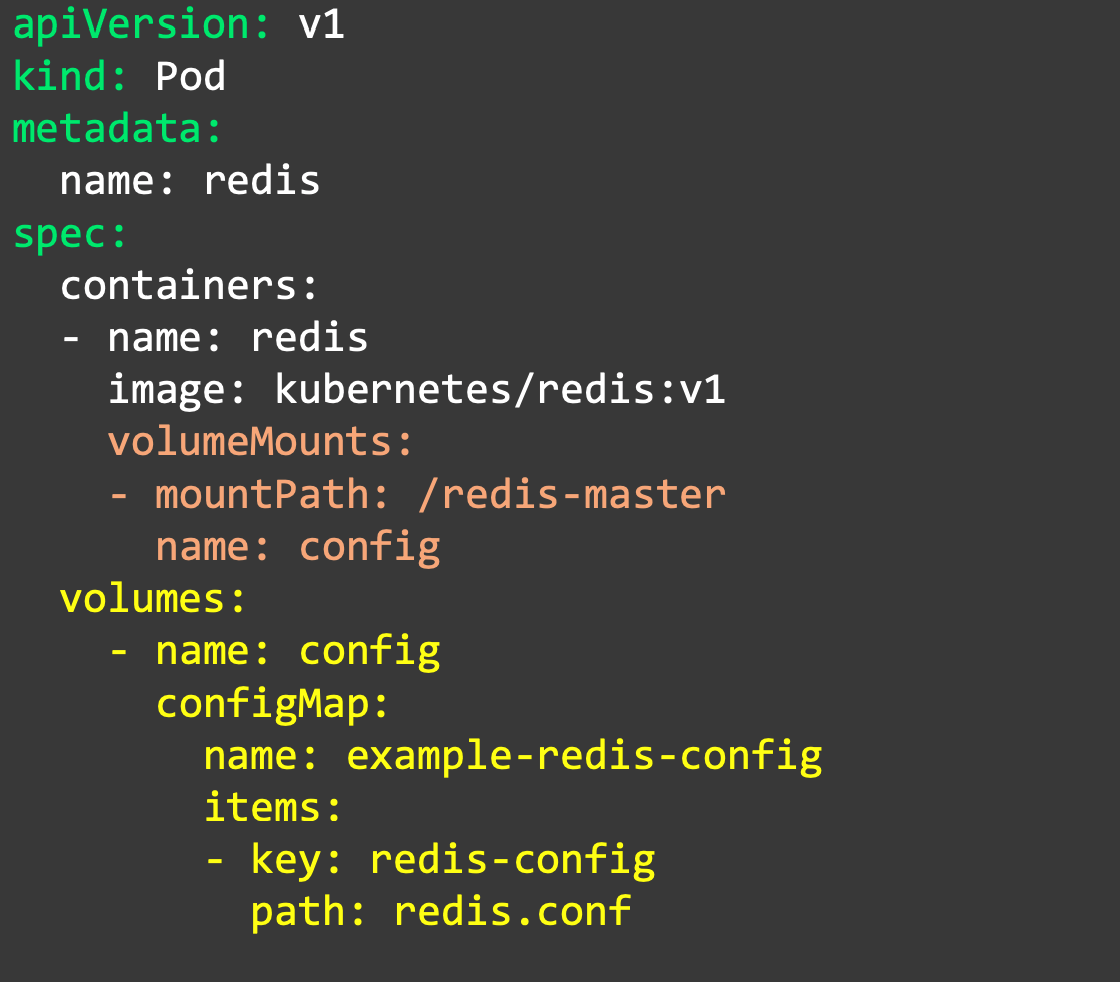 apiVersion: v1
kind: Pod
metadata:
  name: redis
spec:
  containers:
  - name: redis
    image: kubernetes/redis:v1
    volumeMounts:
    - mountPath: /redis-master
      name: config
  volumes:
    - name: config
      configMap:
        name: example-redis-config
        items:
        - key: redis-config
          path: redis.conf